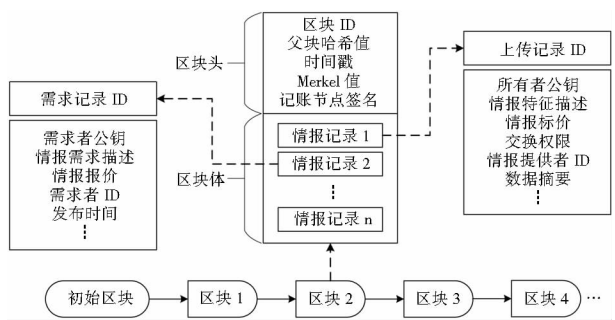 区块 ID
父块哈希值
时间戳
Merkel 值
记账节点签名
区块头
上传记录 ID
所有者公钥
情报特征描述
情报标价
交换权限
情报提供者 ID
数据摘要
⋮
需求记录 ID
需求者公钥
情报需求描述
情报报价
需求者 ID
发布时间
⋮
区块体
情报记录 1
情报记录 2
⋮
情报记录 n
初始区块
区块 1
区块 2
区块 3
区块 4
…